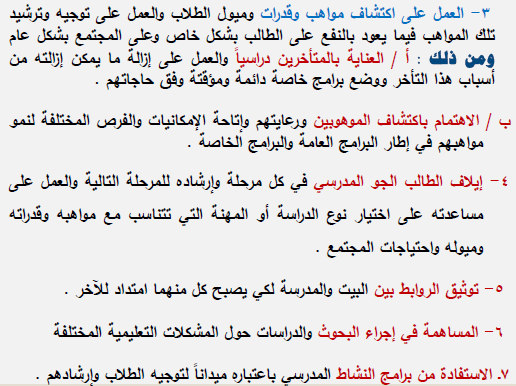 ٣- العمل على اكتشاف مواهب وقدرات وميول الطلاب والعمل على توجيه وترشيد
تلك المواهب فيما يعود بالنفع على الطالب بشكل خاص وعلى المجتمع بشكل عام
ومن ذلك : أ / العناية بالمتأخرين دراسياً والعمل على إزالة ما يمكن إزالته من
أسباب هذا التأخر ووضع برامج خاصة دائمة ومؤقتة وفق حاجاتهم .
ب / الاهتمام باكتشاف الموهوبين ورعايتهم وإتاحة الإمكانيات والفرص المختلفة لنمو
مواهبهم في إطار البرامج العامة والبرامج الخاصة .
٤- إيلاف الطالب الجو المدرسي في كل مرحلة وإرشاده للمرحلة التالية والعمل على
مساعدته على اختيار نوع الدراسة أو المهنة التي تتناسب مع مواهبه وقدراته
وميوله واحتياجات المجتمع .
٥- توثيق الروابط بين البيت والمدرسة لكي يصبح كل منهما امتداد للآخر .
٦- المساهمة في إجراء البحوث والدراسات حول المشكلات التعليمية المختلفة
٧. الاستفادة من برامج النشاط المدرسي باعتباره ميداناً لتوجيه الطلاب وإرشادهم .